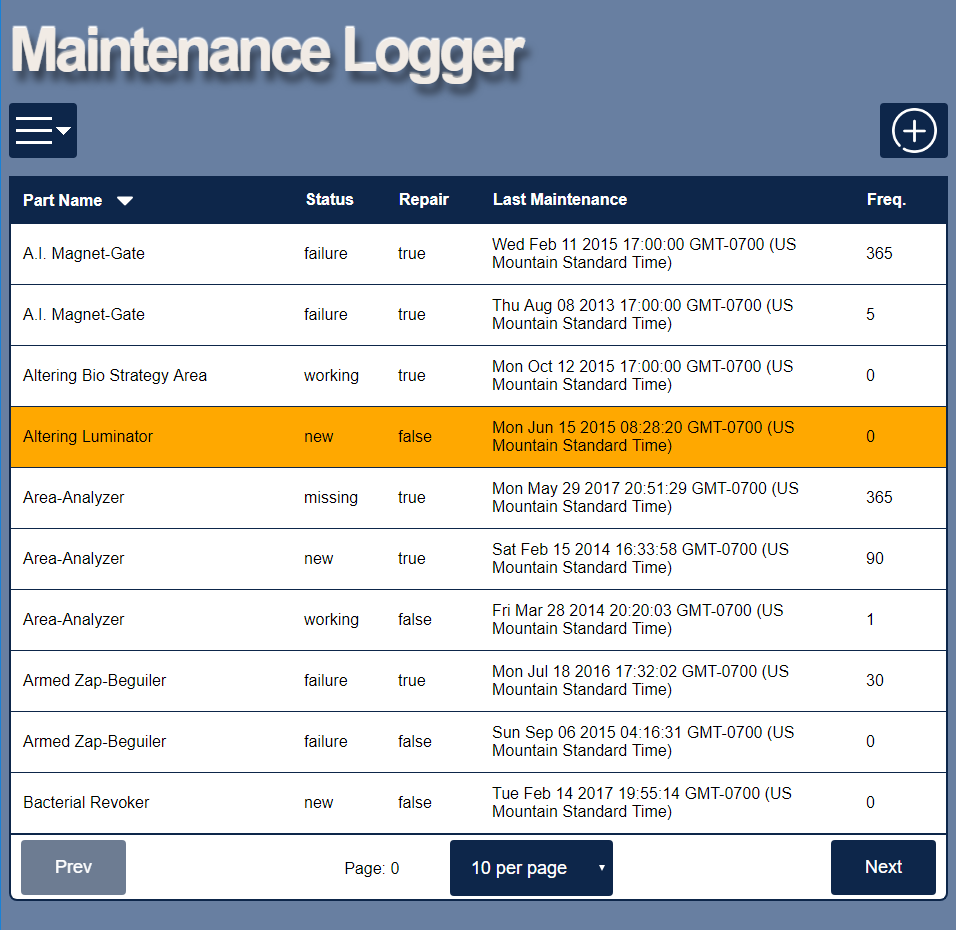 Maintenance Logger
Part Name Status Repair Last Maintenance Freq.
A.I. Magnet-Gate failure true Wed Feb 11 2015 17:00:00 GMT-0700 (US 365
Mountain Standard Time)
A.I. Magnet-Gate failure true Thu Aug 08 2013 17:00:00 GMT-0700 (US 5
Mountain Standard Time)
Altering Bio Strategy Area working true Mon Oct 12 2015 17:00:00 GMT-0700 (US 0
Mountain Standard Time)
Altering Luminator new false Mon Jun 15 2015 08:28:20 GMT-0700 (US 0
Mountain Standard Time)
Area-Analyzer missing true Mon May 29 2017 20:51:29 GMT-0700 (US 365
Mountain Standard Time)
Area-Analyzer new true Sat Feb 15 2014 16:33:58 GMT-0700 (US 90
Mountain Standard Time)
Area-Analyzer working false Fri Mar 28 2014 20:20:03 GMT-0700 (US 1
Mountain Standard Time)
Armed Zap-Beguiler failure true Mon Jul 18 2016 17:32:02 GMT-0700 (US 30
Mountain Standard Time)
Armed Zap-Beguiler failure false Sun Sep 06 2015 04:16:31 GMT-0700 (US 0
Mountain Standard Time)
Bacterial Revoker new false Tue Feb 14 2017 19:55:14 GMT-0700 (US 0
Mountain Standard Time)
Prev Page: 0 10 per page Next